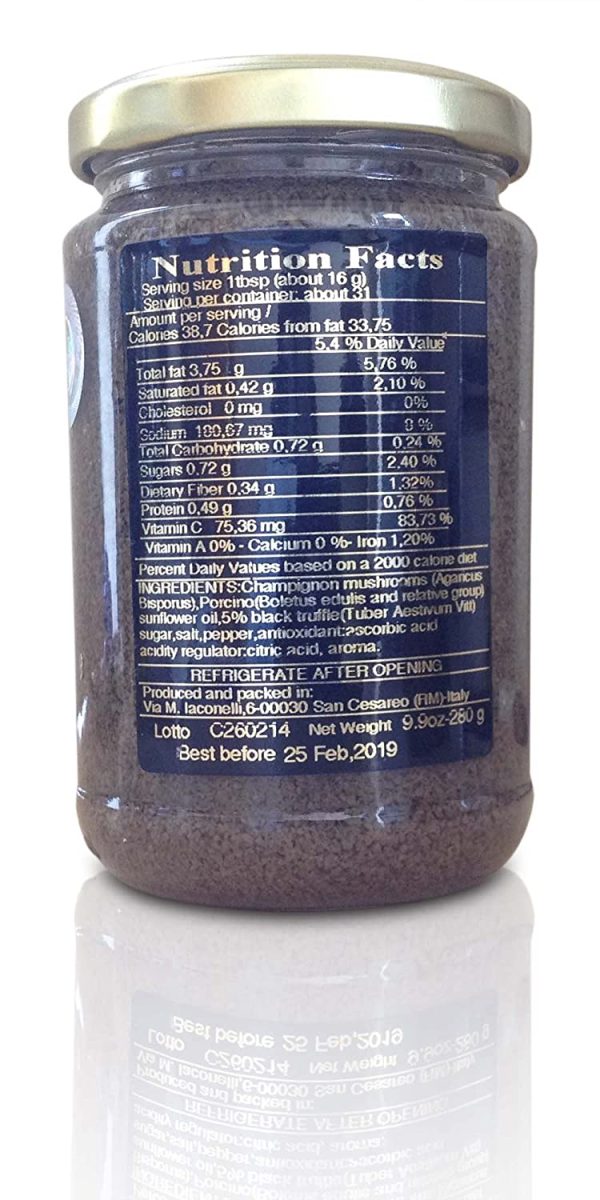 Nutrition Facts
Serving size 1tbsp (about 16 g)
Serving per container: about 31
Amount per serving /
Calories 38,7 Calories from fat 33,75
5,4 % Daily Value
Total fat 3,75 g 5,76 %
Saturated fat 0,42 g 2,10 %
Cholesterol 0 mg 0%
Sodium 180,67 mg 8 %
Total Carbohydrate 0,72 g 0.24 %
Sugars 0,72 g 2,40 %
Dietary Fiber 0,34 g 1,32%
Protein 0,49 g 0,76 %
Vitamin C 75,36 mg 83,73 %
Vitamin A 0% - Calcium 0 %- Iron 1,20%
Percent Daily Values based on a 2000 calorie diet
INGREDIENTS:Champignon mushrooms (Agaricus
Bisporus),Porcino(Boletus edulis and relative group)
sunflower oil,5% black truffle(Tuber Aestivum Vitt)
sugar,salt,pepper,antioxidant:ascorbic acid
acidity regulator:citric acid, aroma.
REFRIGERATE AFTER OPENING
Produced and packed in:
Via M. Iaconelli,6-00030 San Cesareo (RM)-Italy
Lotto C260214 Net Weight 9.9oz-280 g
Best before 25 Feb,2019